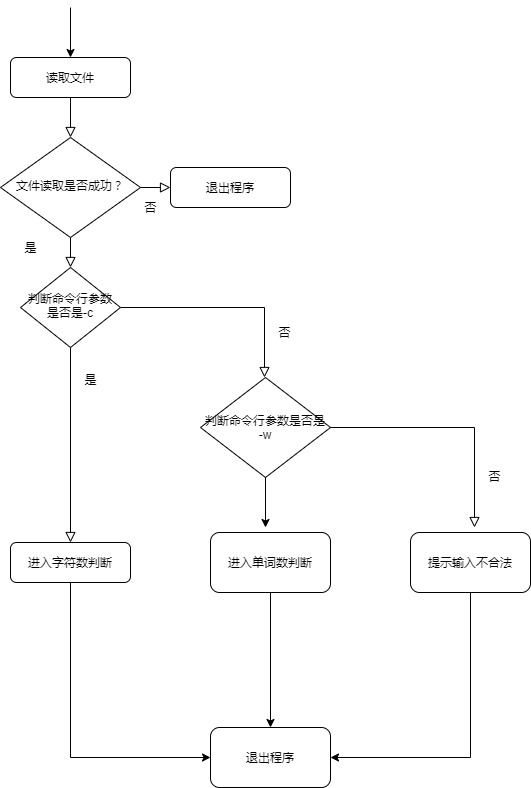 读取文件
文件读取是否成功？
退出程序
否
是
判断命令行参数
是否是-c
否
是
判断命令行参数是否是
-w
否
进入字符数判断
进入单词数判断
提示输入不合法
退出程序